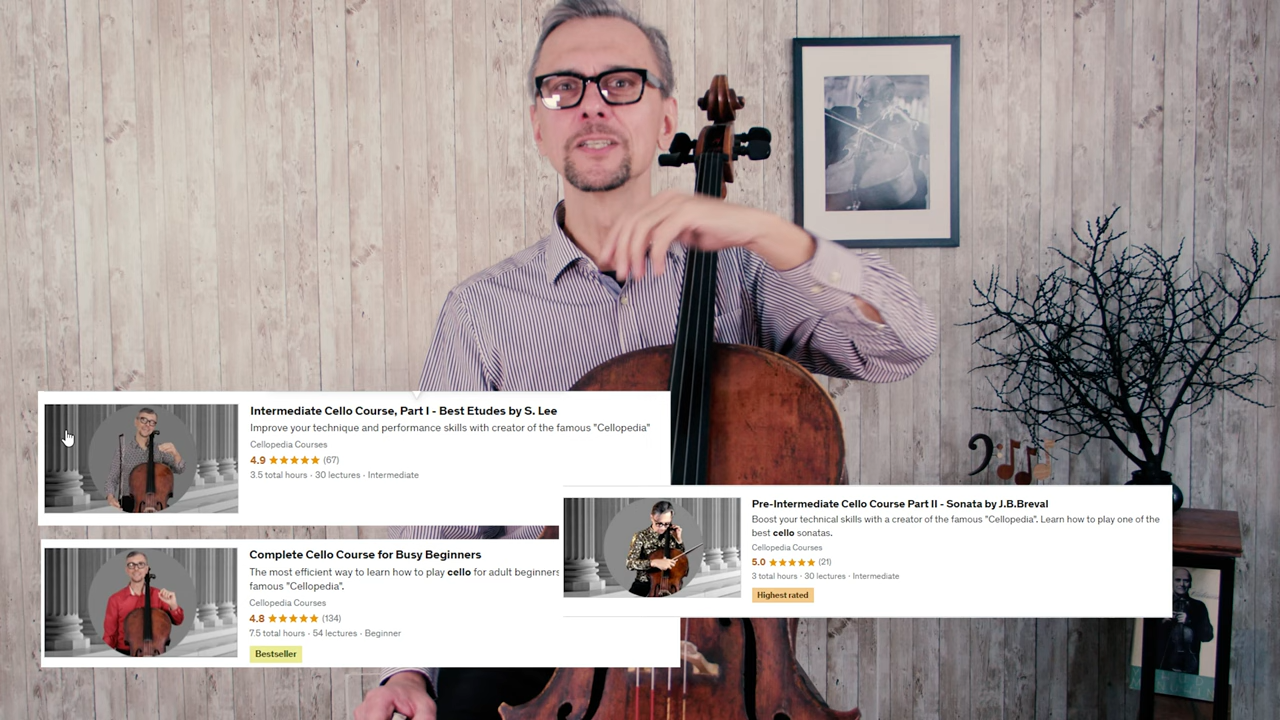 Intermediate Cello Course, Part I - Best Etudes by S. Lee
Improve your technique and performance skills with creator of the famous "Cellopedia"
Cellopedia Courses
4.9 ★★★★★ (67)
3.5 total hours · 30 lectures · Intermediate
Complete Cello Course for Busy Beginners
The most efficient way to learn how to play cello for adult beginners
famous "Cellopedia".
Cellopedia Courses
4.8 ★★★★★ (134)
7.5 total hours · 54 lectures · Beginner
Bestseller
Pre-Intermediate Cello Course Part II - Sonata by J.B.Breval
Boost your technical skills with a creator of the famous "Cellopedia". Learn how to play one of the
best cello sonatas.
Cellopedia Courses
5.0 ★★★★★ (21)
3 total hours · 30 lectures · Intermediate
Highest rated